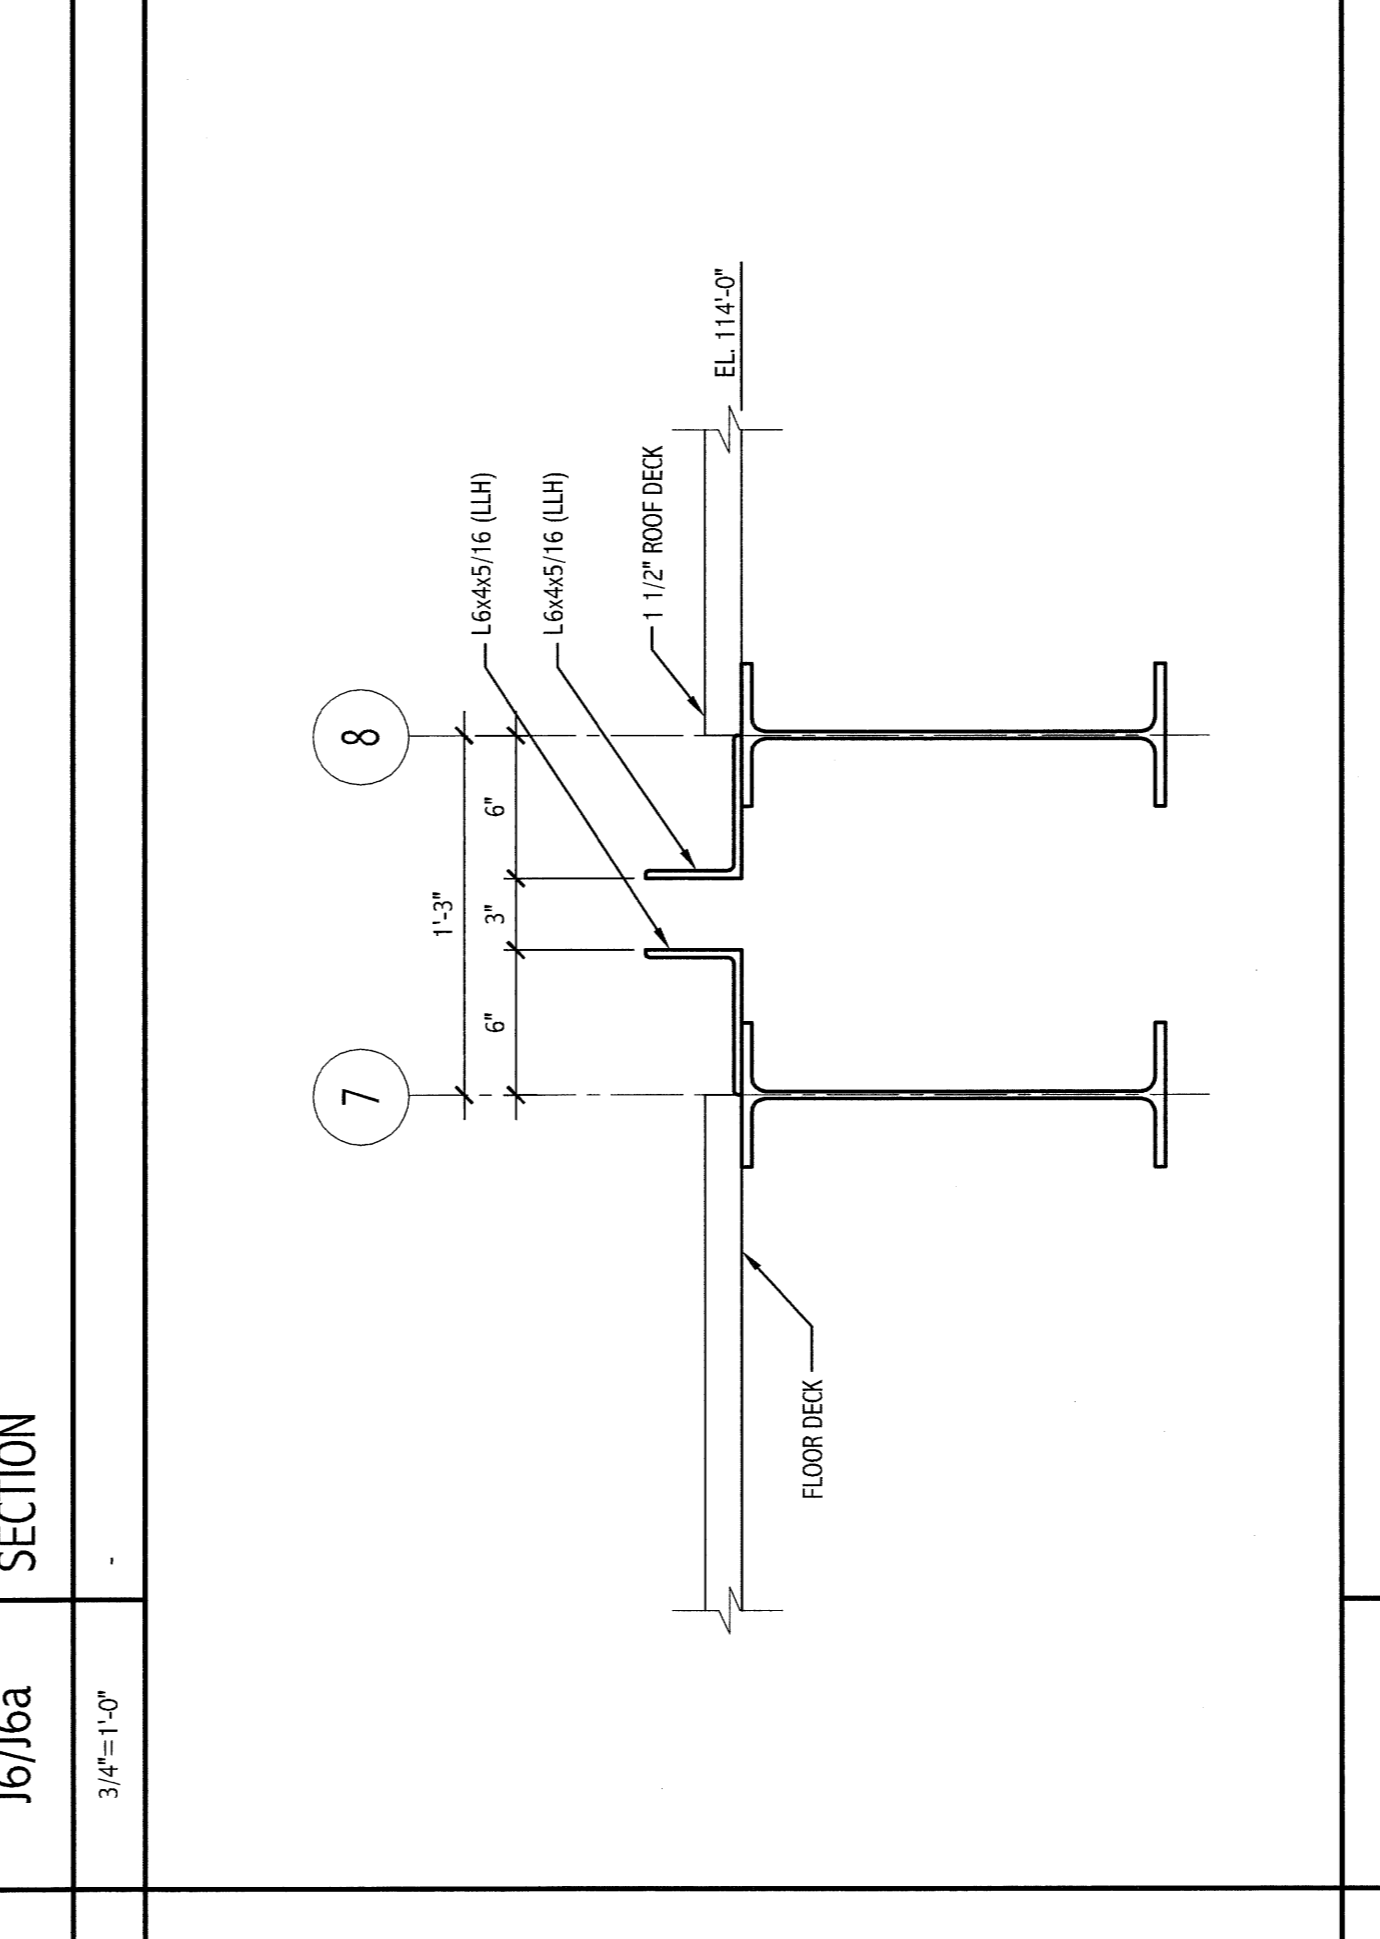 J6/J6a
SECTION
3/4"=1'-0"
-
7
8
1'-3"
6"
3"
6"
L6x4x5/16 (LLH)
L6x4x5/16 (LLH)
1 1/2" ROOF DECK
EL. 114'-0"
FLOOR DECK